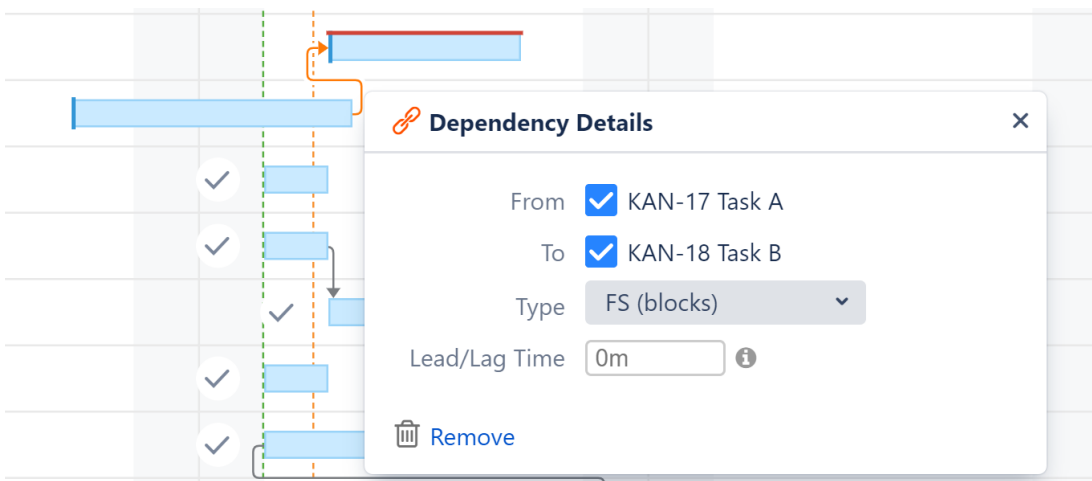 Dependency Details
From KAN-17 Task A
To KAN-18 Task B
Type FS (blocks)
Lead/Lag Time 0m
Remove